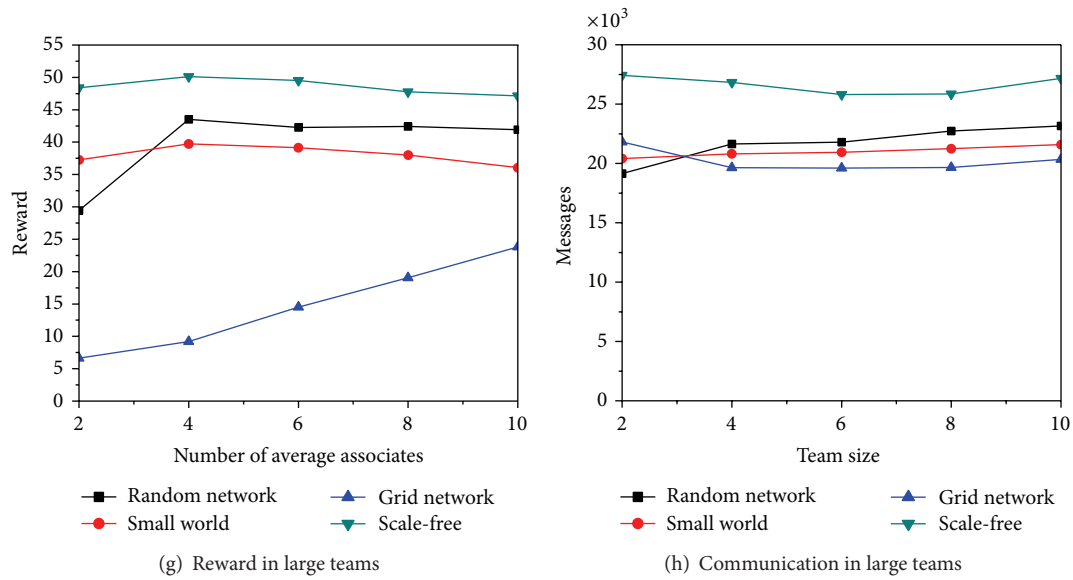 55
50
45
40
35
30
25
20
15
10
5
0
Reward
2 4 6 8 10
Number of average associates
Random network
Grid network
Small world
Scale-free
(g) Reward in large teams
×10³
30
25
20
15
10
5
0
Messages
2 4 6 8 10
Team size
Random network
Grid network
Small world
Scale-free
(h) Communication in large teams